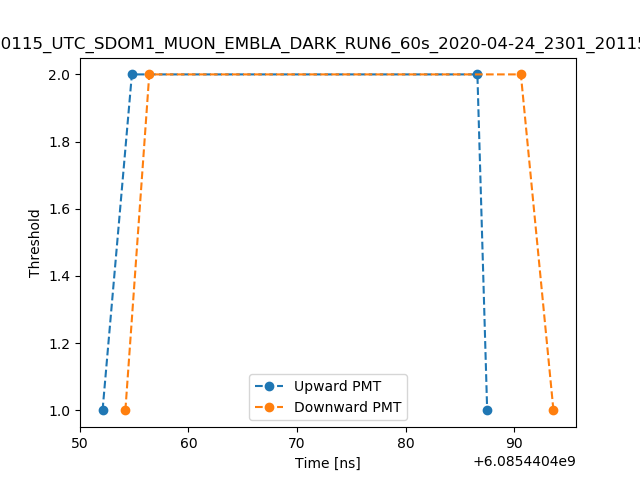 0115_UTC_SDOM1_MUON_EMBLA_DARK_RUN6_60s_2020-04-24_2301_20115
2.0
1.8
1.6
1.4
1.2
1.0
Threshold
Upward PMT
Downward PMT
50 60 70 80 90
Time [ns]
+6.0854404e9